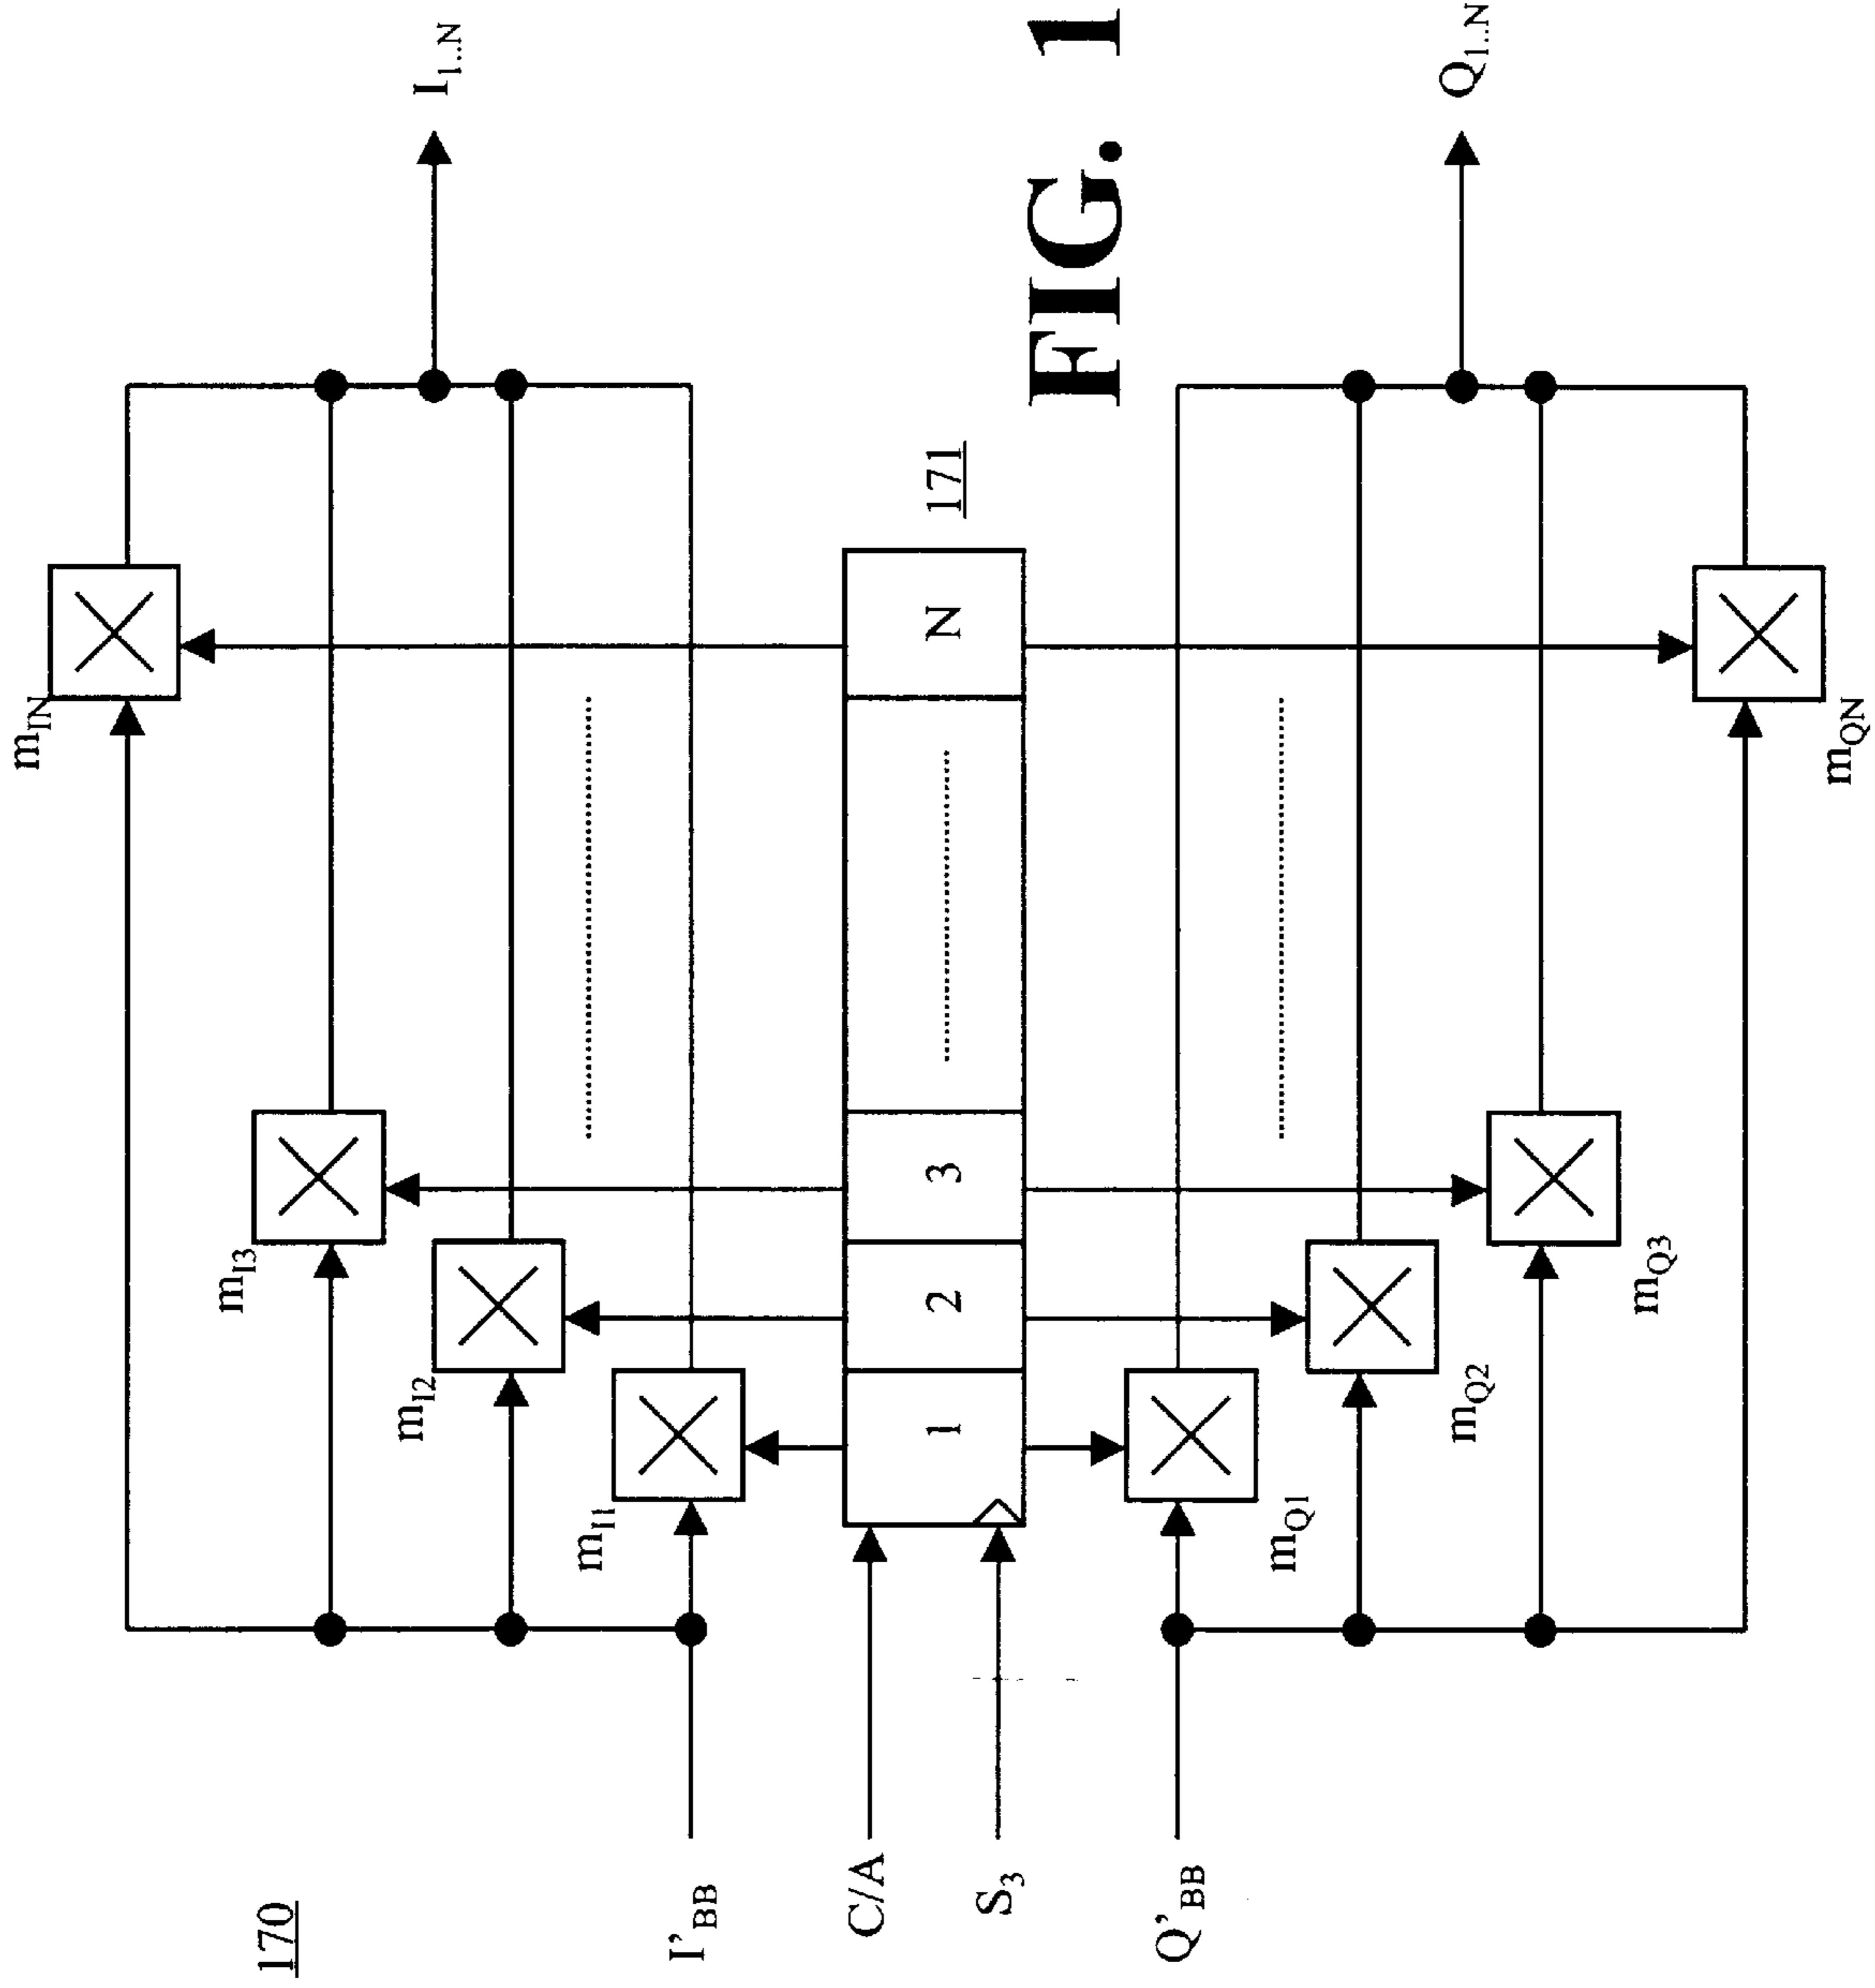 170
I'BB
C/A
S3
Q'BB
mI1
mI2
mI3
mIN
1 2 3 N
171
mQ1
mQ2
mQ3
mQN
I1..N
Q1..N
FIG. 1